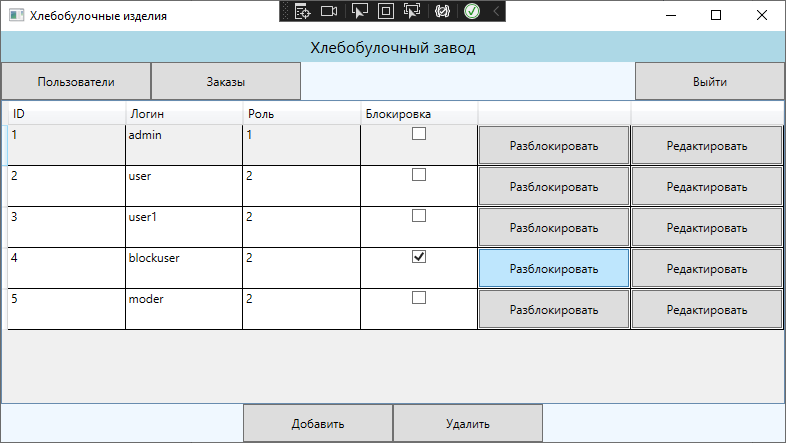 Хлебобулочные изделия
Хлебобулочный завод
Пользователи Заказы Выйти
ID Логин Роль Блокировка
1 admin 1 Разблокировать Редактировать
2 user 2 Разблокировать Редактировать
3 user1 2 Разблокировать Редактировать
4 blockuser 2 Разблокировать Редактировать
5 moder 2 Разблокировать Редактировать
Добавить Удалить